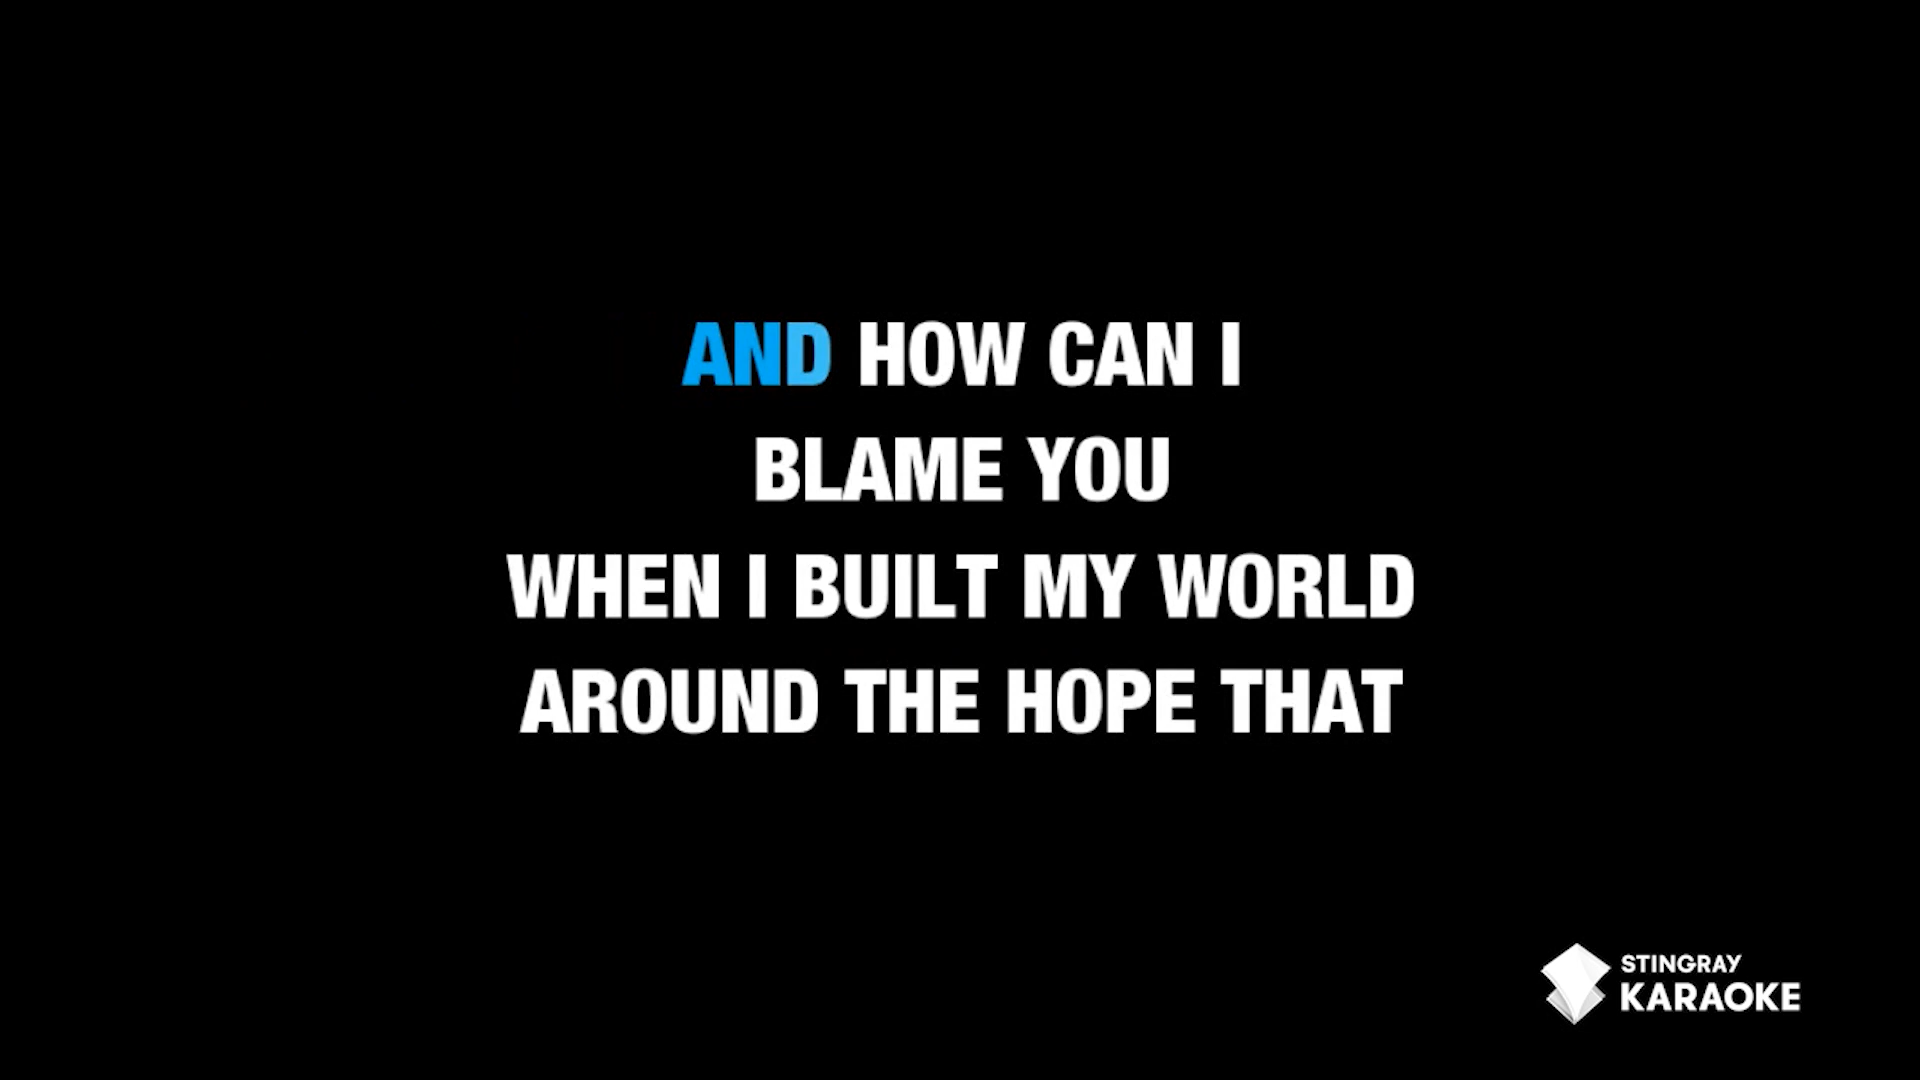 AND HOW CAN I
BLAME YOU
WHEN I BUILT MY WORLD
AROUND THE HOPE THAT
STINGRAY
KARAOKE